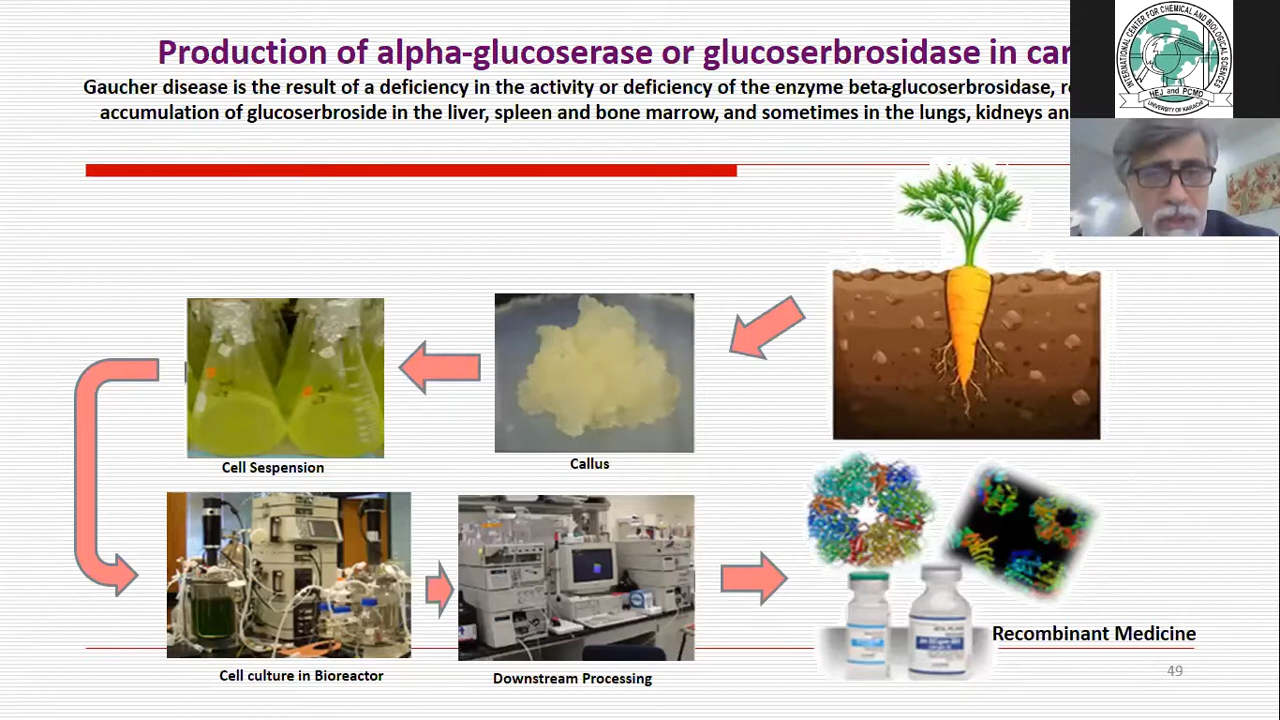 Production of alpha-glucoserase or glucoserbrosidase in car
Gaucher disease is the result of a deficiency in the activity or deficiency of the enzyme beta-glucoserbrosidase, re
accumulation of glucoserbroside in the liver, spleen and bone marrow, and sometimes in the lungs, kidneys an
INTERNATIONAL CENTER FOR CHEMICAL AND BIOLOGICAL SCIENCES
HEJ and PCMD
UNIVERSITY OF KARACHI
Cell Sespension
Callus
Cell culture in Bioreactor
Downstream Processing
Recombinant Medicine
49